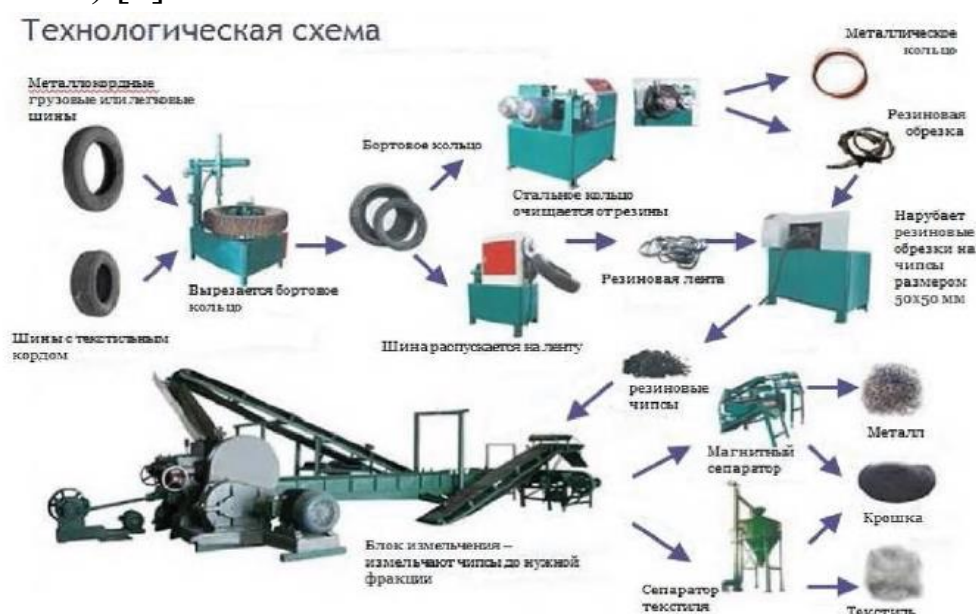 Технологическая схема
Металлическое
кольцо
Металлокордные
грузовые или легковые
шины
Резиновая
обрезка
Бортовое кольцо
Стальное кольцо
очищается от резины
Нарубает
резиновые
обрезки на
чипсы
размером
50x50 мм
Резиновая лента
Вырезается бортовое
кольцо
Шины с текстильным
кордом
Шина распускается на ленту
резиновые
чипсы
Металл
Магнитный
сепаратор
Крошка
Блок измельчения –
измельчают чипсы до нужной
фракции
Сепаратор
текстиля
Текстиль